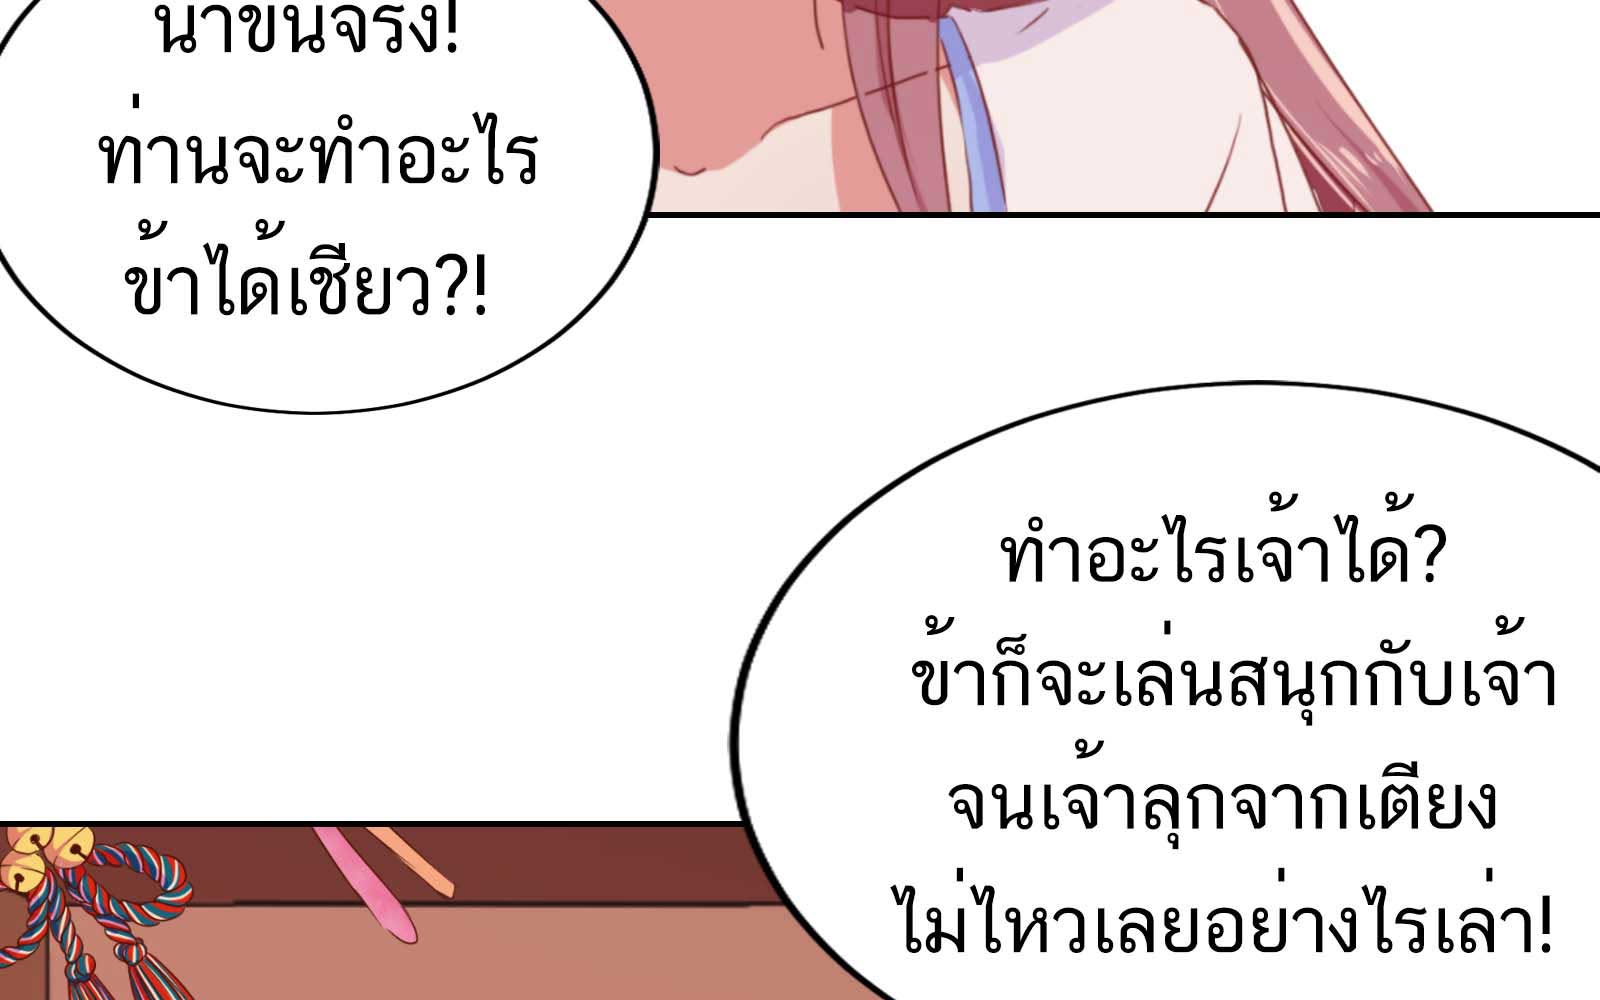 น่าขันจริง!
ท่านจะทำอะไร
ข้าได้เชียว?!
ทำอะไรเจ้าได้?
ข้าก็จะเล่นสนุกกับเจ้า
จนเจ้าลุกจากเตียง
ไม่ไหวเลยอย่างไรเล่า!